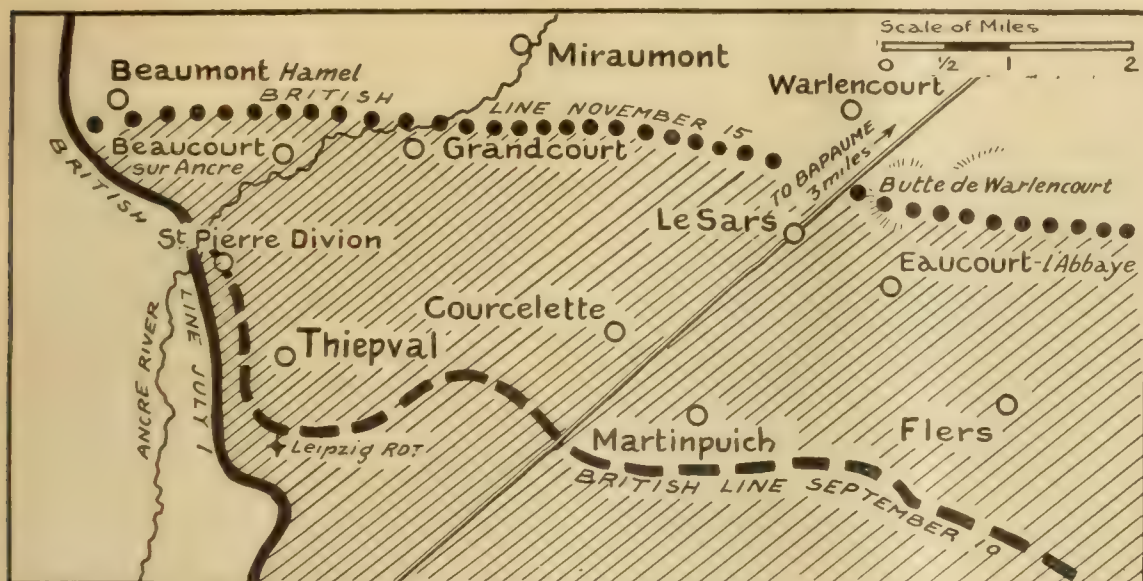 Scale of Miles
0 ½ 1 2
Miraumont
Beaumont Hamel
Warlencourt
BRITISH LINE NOVEMBER 15
Beaucourt
sur Ancre
Grandcourt
TO BAPAUME
3 miles
Butte de Warlencourt
BRITISH LINE JULY 1
Le Sars
St. Pierre Divion
Eaucourt-l'Abbaye
Courcelette
ANCRE RIVER
Thiepval
Flers
Martinpuich
Leipzig RDT
BRITISH LINE SEPTEMBER 10